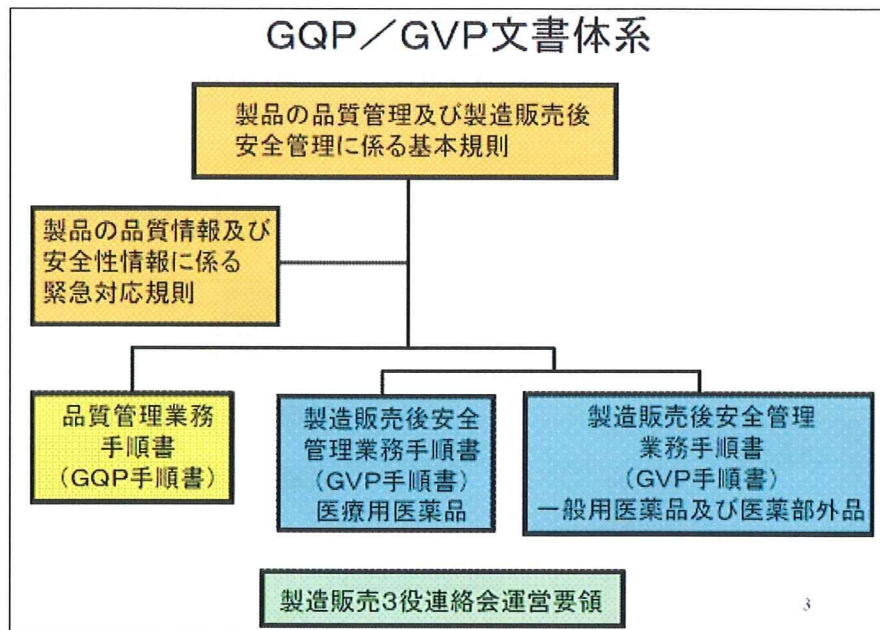 GQP／GVP文書体系
製品の品質管理及び製造販売後
安全管理に係る基本規則
製品の品質情報及び
安全性情報に係る
緊急対応規則
品質管理業務
手順書
（GQP手順書）
製造販売後安全
管理業務手順書
（GVP手順書）
医療用医薬品
製造販売後安全管理
業務手順書
（GVP手順書）
一般用医薬品及び医薬部外品
製造販売3役連絡会運営要領
3